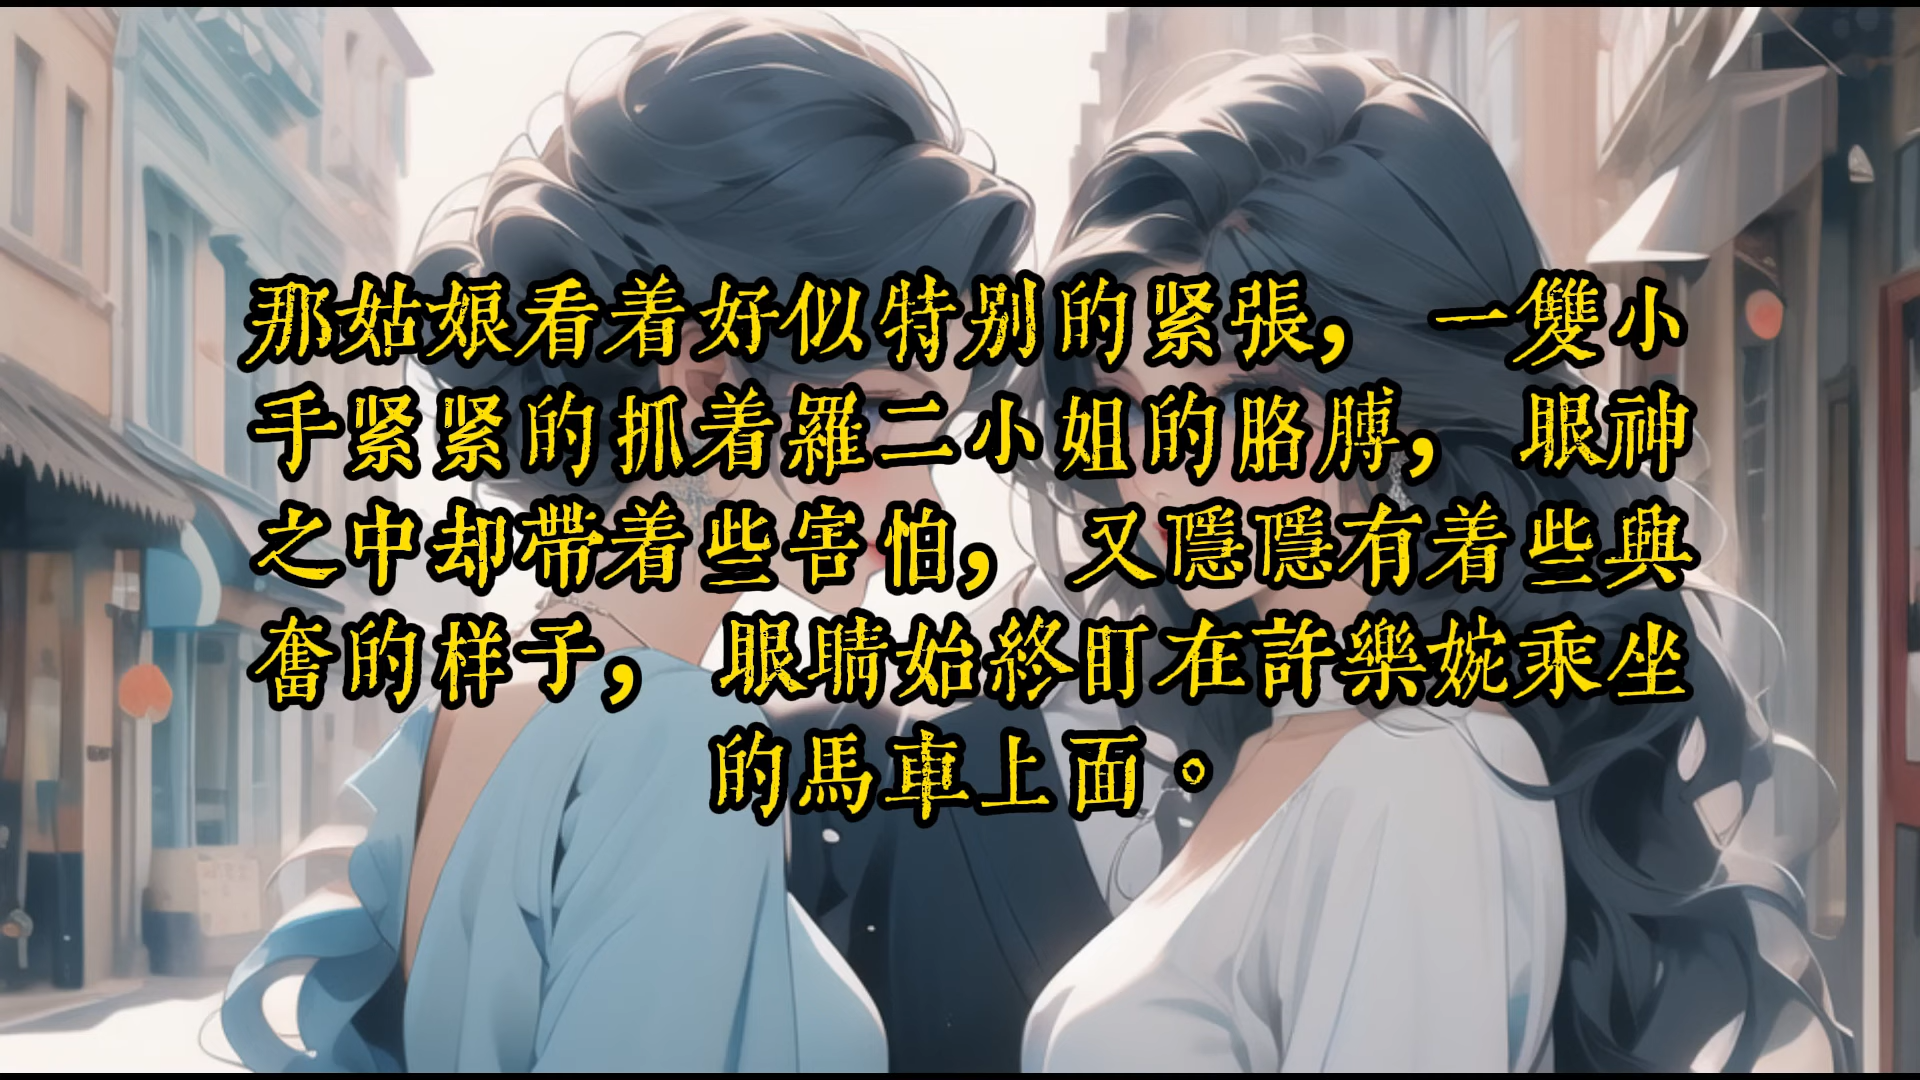 那姑娘看着好似特别的紧張，一雙小
手紧紧的抓着羅二小姐的胳膊，眼神
之中却帶着些害怕，又隱隱有着些興
奮的样子，眼睛始終盯在許樂婉乘坐
的馬車上面。